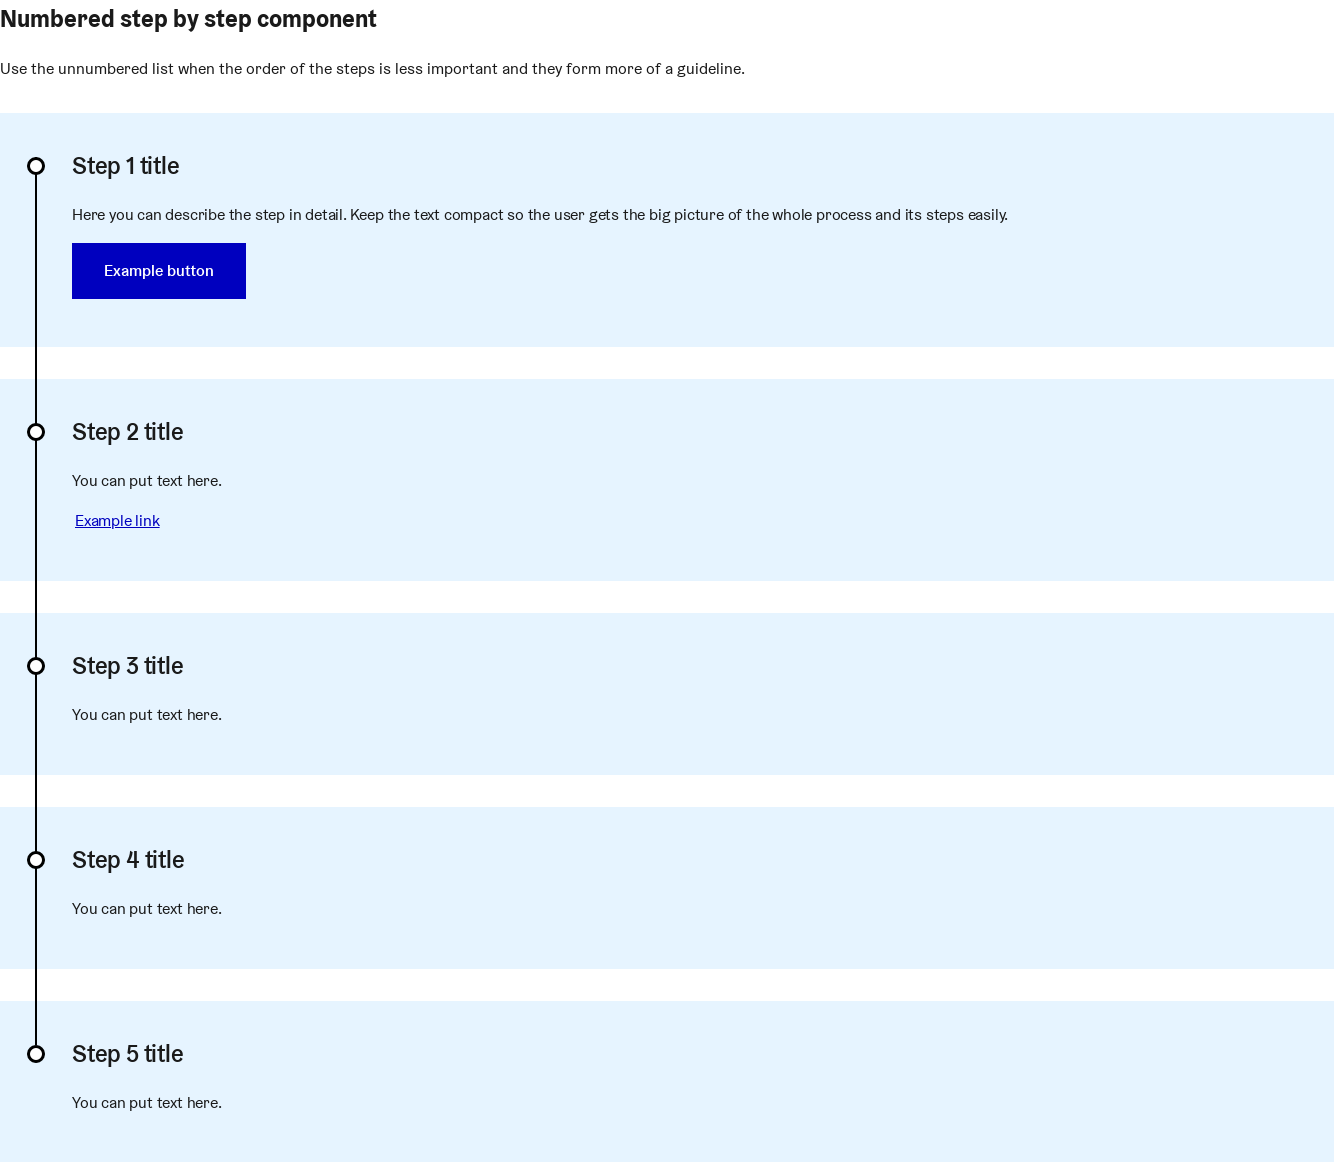 Numbered step by step component
Use the unnumbered list when the order of the steps is less important and they form more of a guideline.
Step 1 title
Here you can describe the step in detail. Keep the text compact so the user gets the big picture of the whole process and its steps easily.
Example button
Step 2 title
You can put text here.
Example link
Step 3 title
You can put text here.
Step 4 title
You can put text here.
Step 5 title
You can put text here.